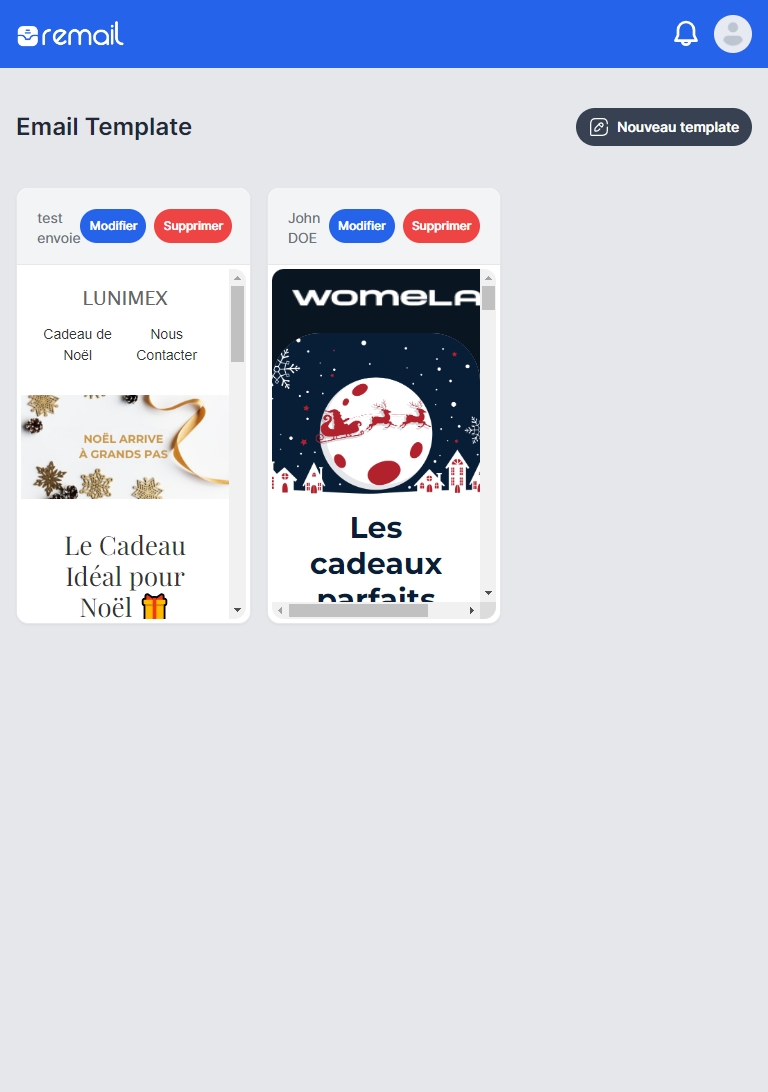 remail
Email Template
Nouveau template
test
envoie
Modifier
Supprimer
John
DOE
Modifier
Supprimer
LUNIMEX
Cadeau de
Noël
Nous
Contacter
NOËL ARRIVE
À GRANDS PAS
Le Cadeau
Idéal pour
Noël 🎁
WOMELA
Les
cadeaux
parfaits